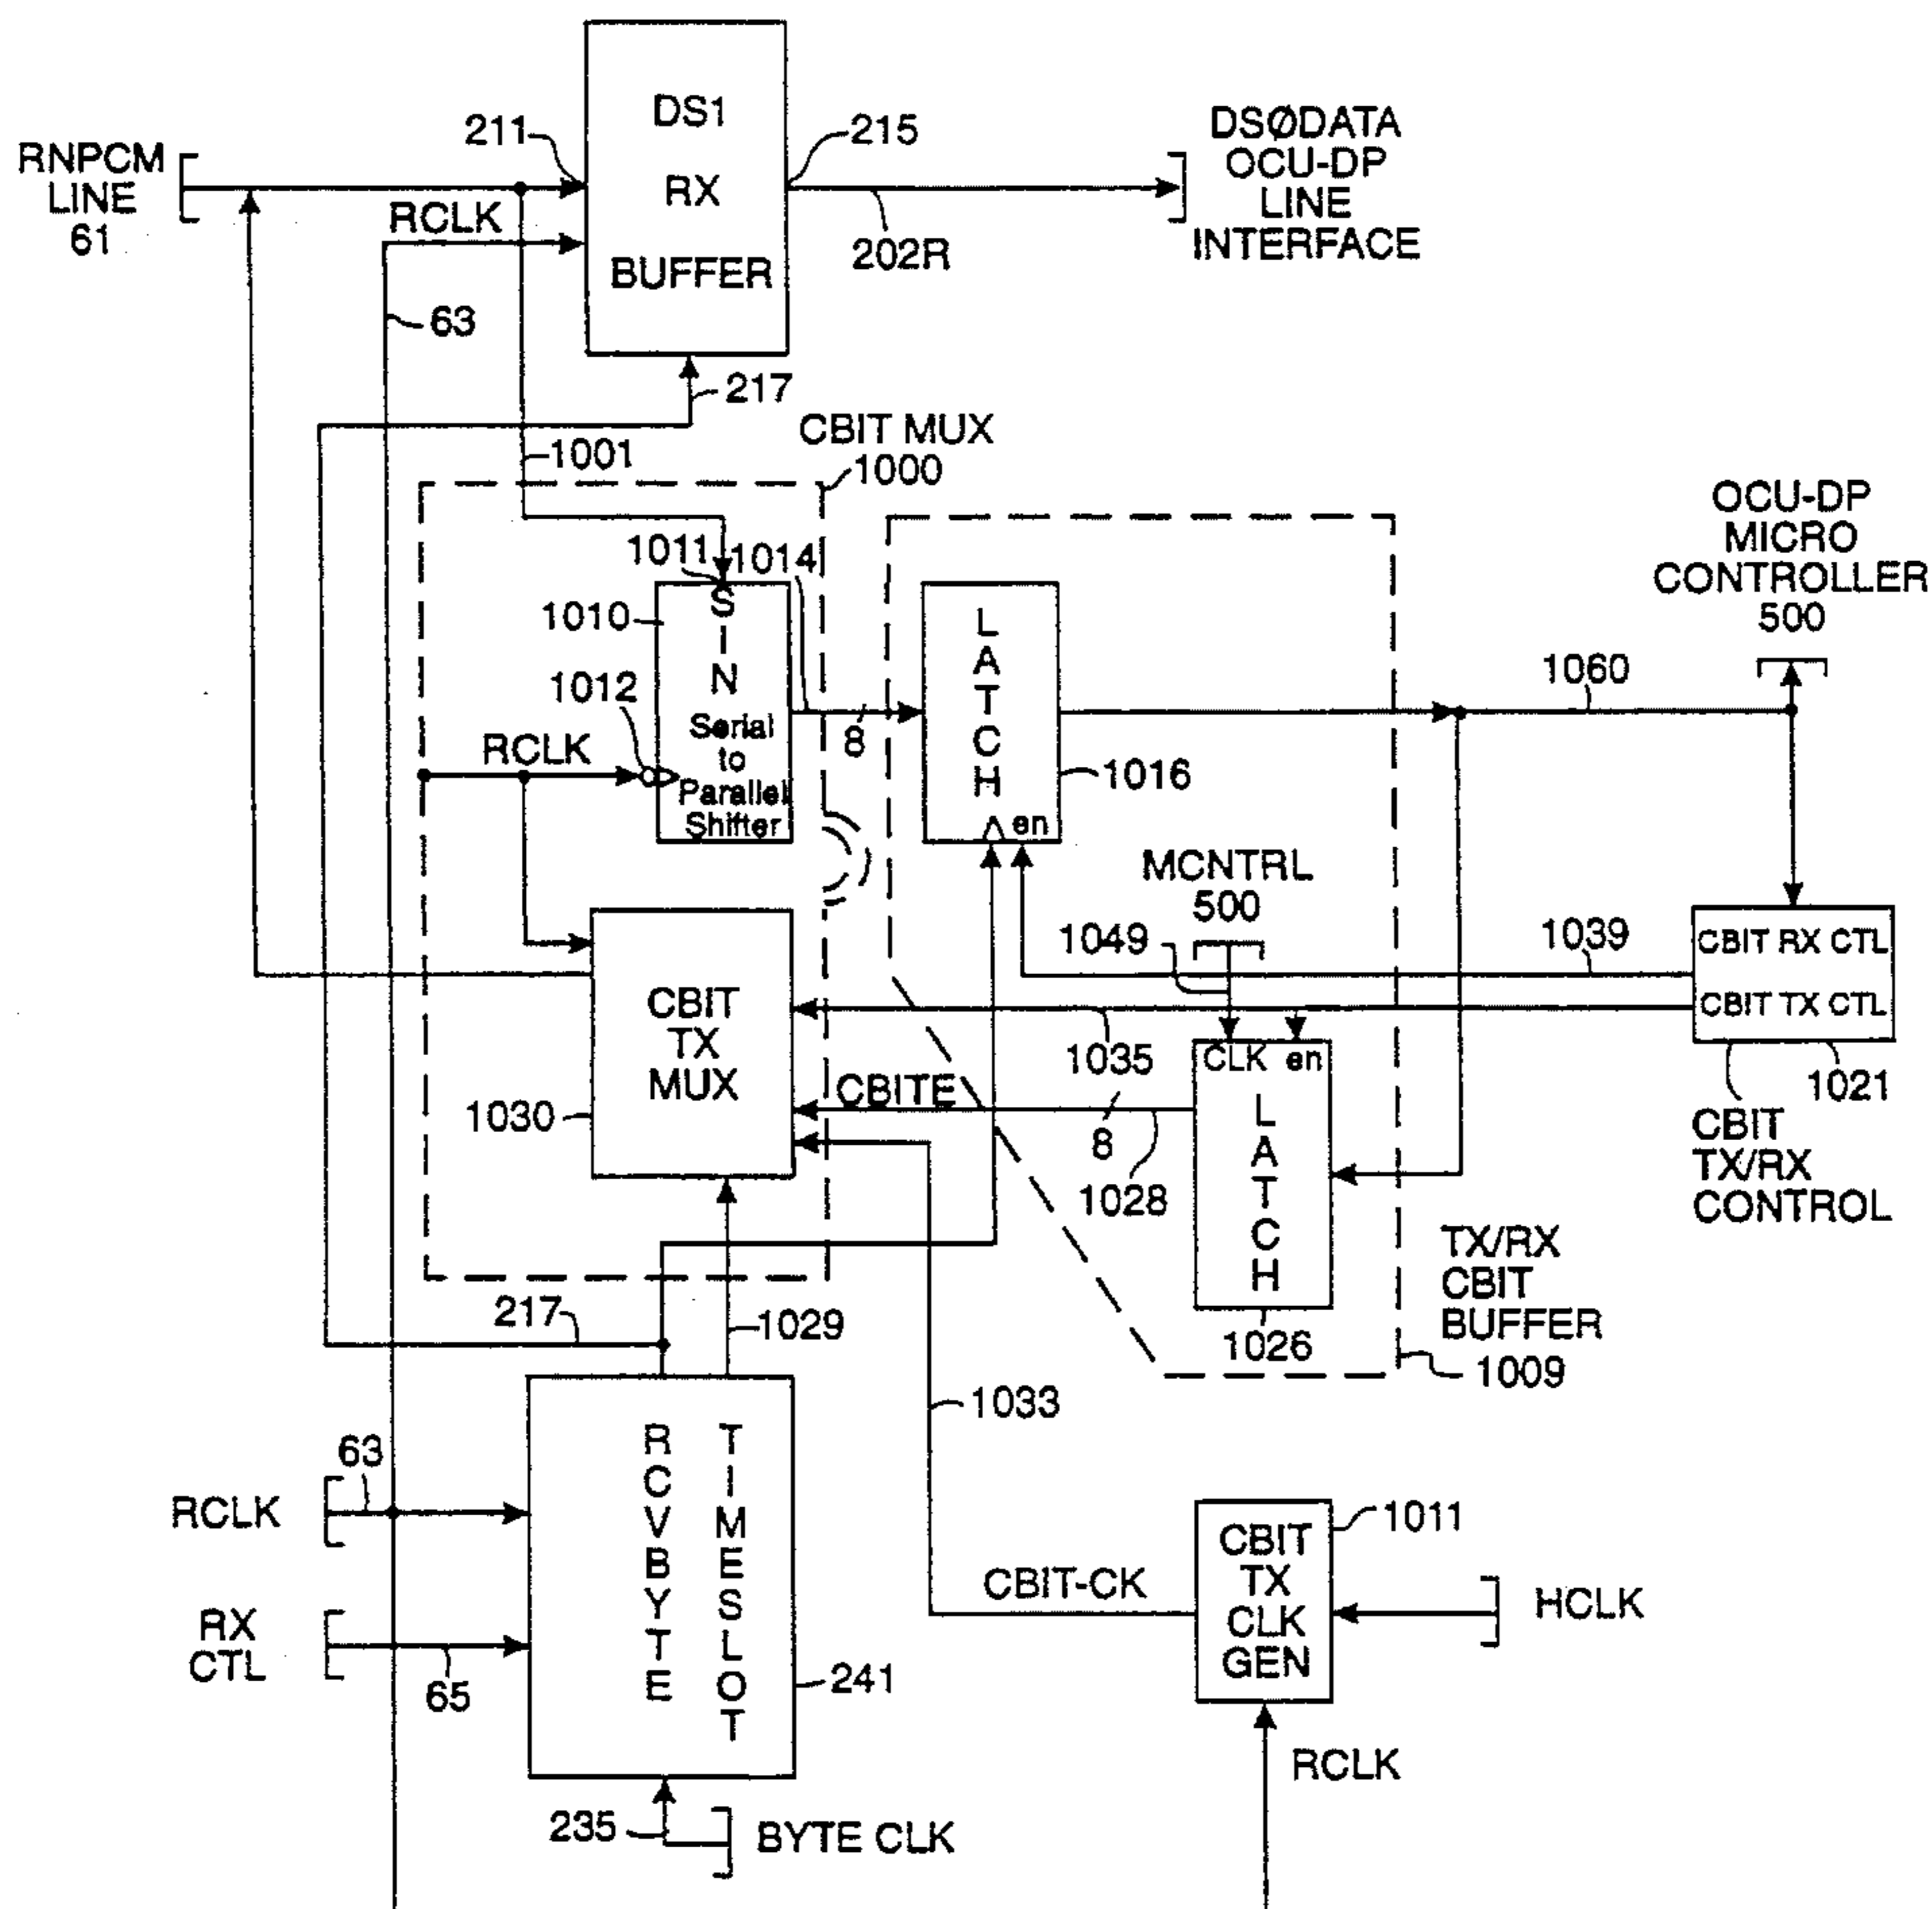 DS1
RX
BUFFER
211
215
RNPCM
LINE
61
RCLK
63
202R
DSØDATA
OCU-DP
LINE
INTERFACE
217
1001
CBIT MUX
1000
1011
1014
1010
S
I
N
Serial
to
Parallel
Shifter
1012
RCLK
8
L
A
T
C
H
en
1016
1060
OCU-DP
MICRO
CONTROLLER
500
MCNTRL
500
1049
1039
CBIT RX CTL
CBIT TX CTL
1021
CBIT
TX/RX
CONTROL
CBIT
TX
MUX
1030
1035
CBITE
8
1028
CLK en
L
A
T
C
H
1026
TX/RX
CBIT
BUFFER
1009
217
1029
1033
RCLK
63
RX
CTL
65
RCVBYTE
TIMESLOT
241
235
BYTE CLK
CBIT-CK
CBIT
TX
CLK
GEN
1011
HCLK
RCLK